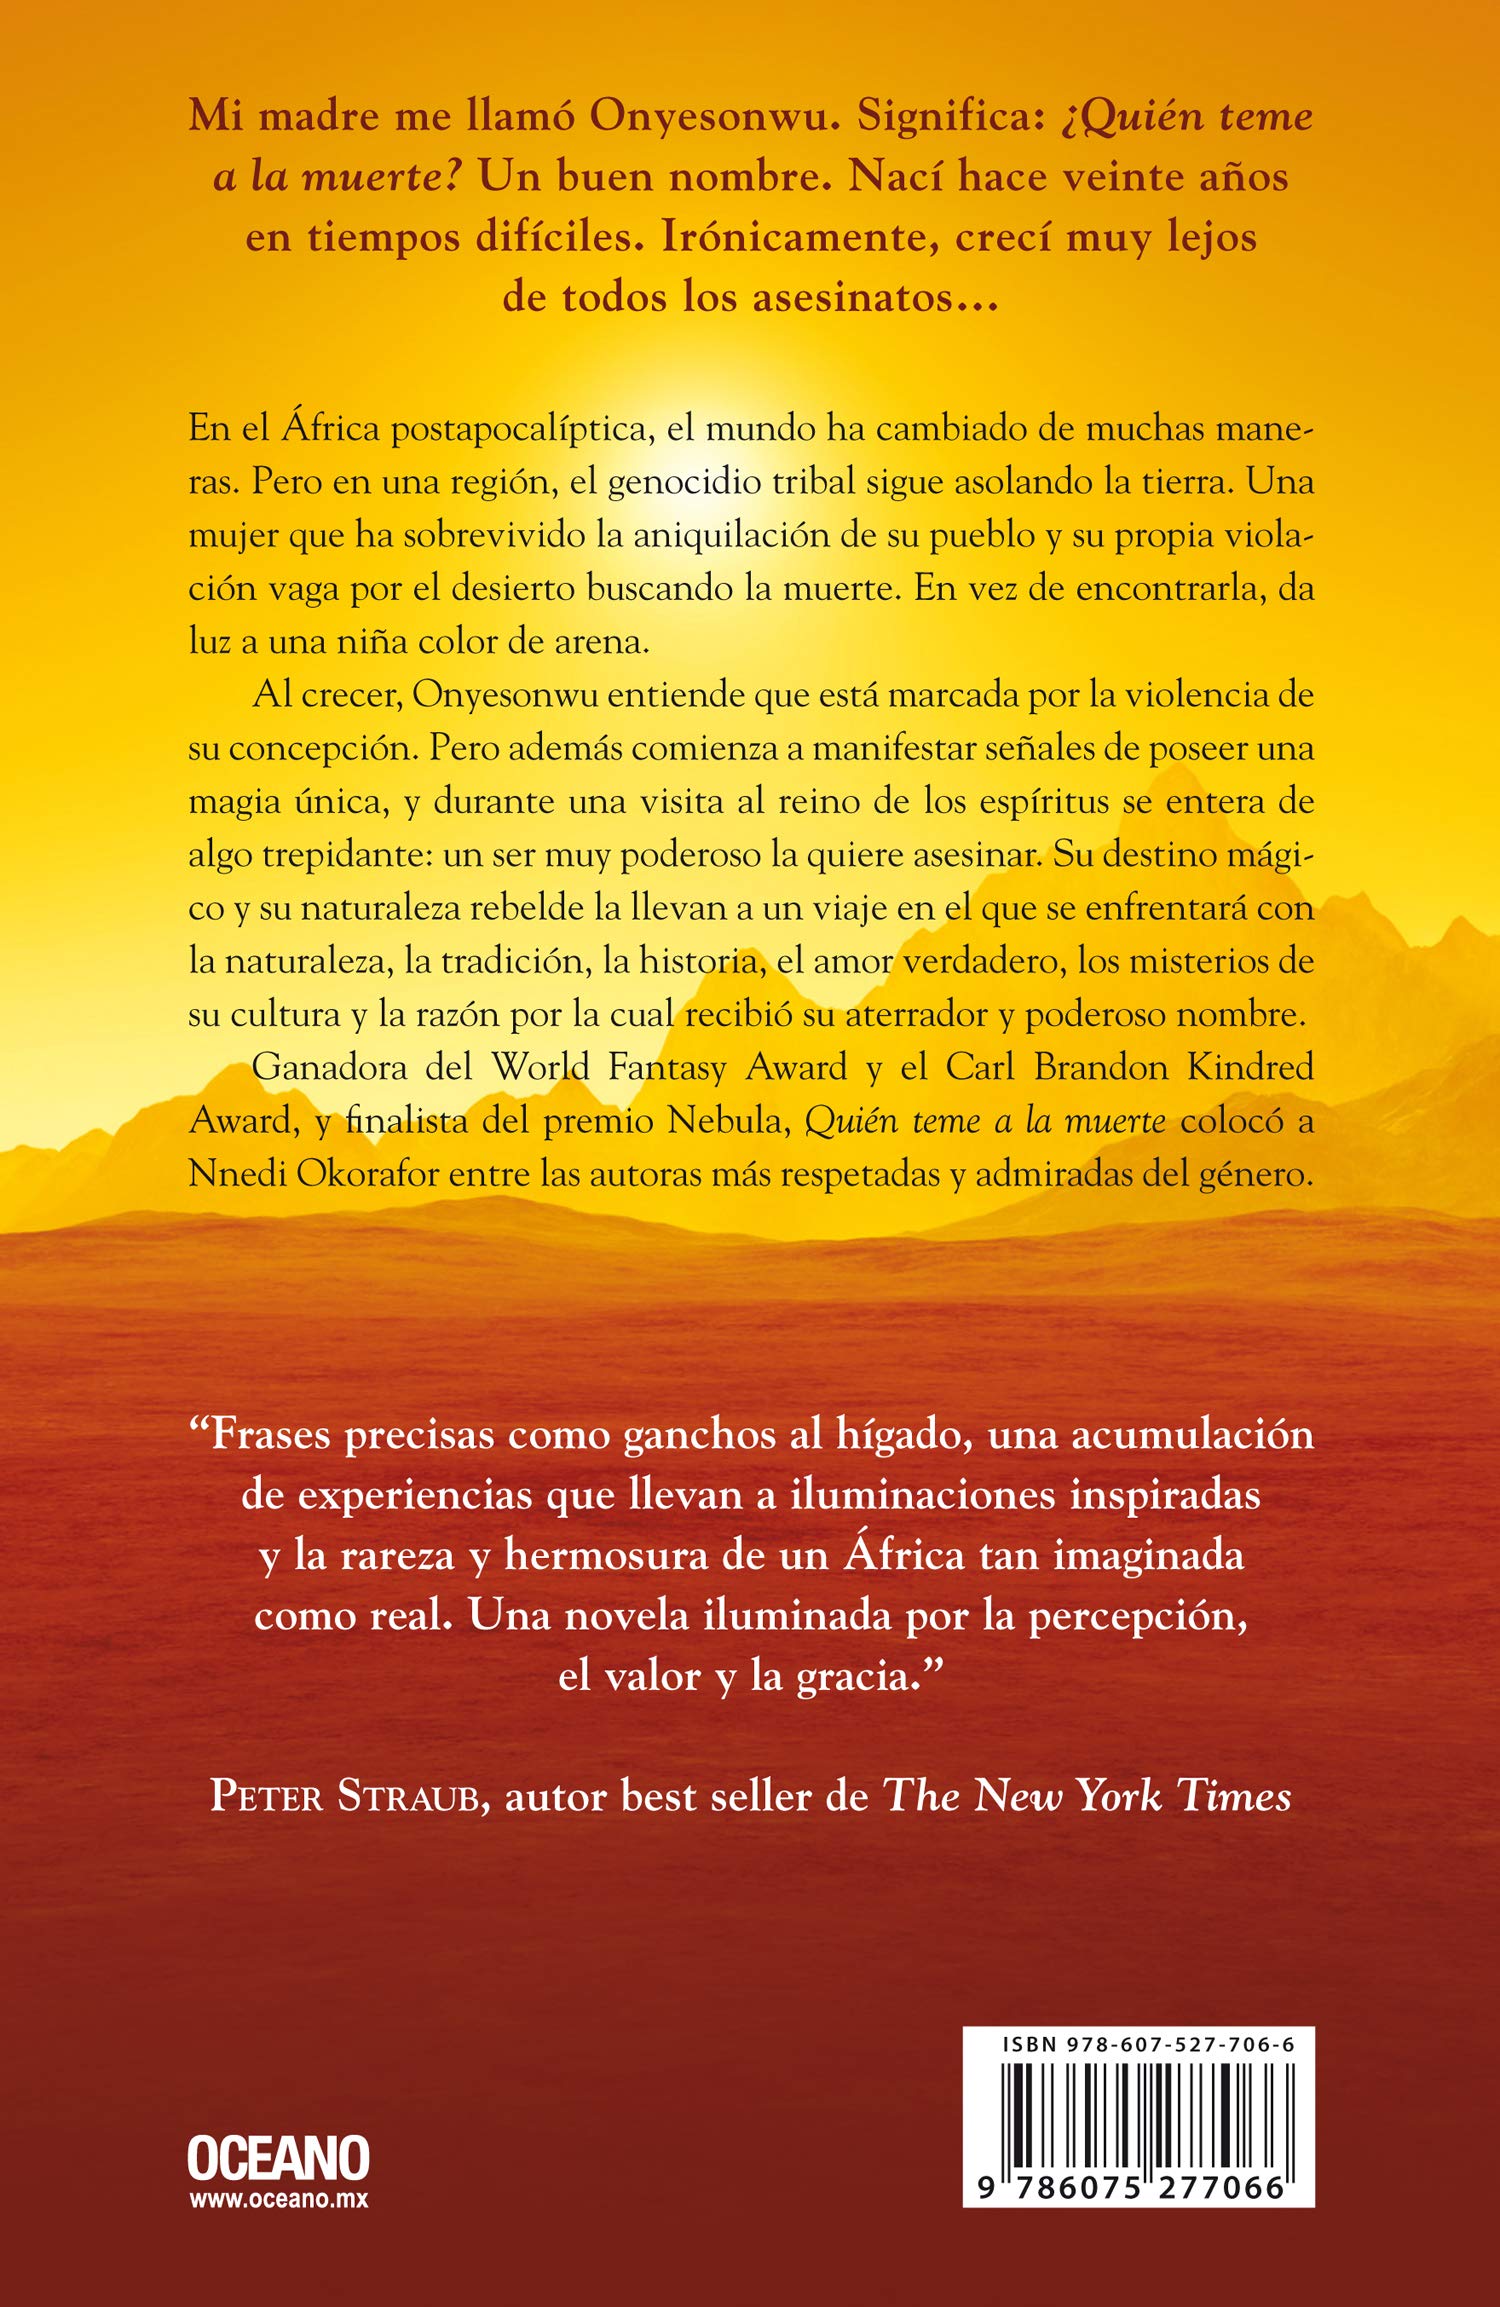 Mi madre me llamó Onyesonwu. Significa: ¿Quién teme
a la muerte? Un buen nombre. Nací hace veinte años
en tiempos difíciles. Irónicamente, crecí muy lejos
de todos los asesinatos...
En el África postapocalíptica, el mundo ha cambiado de muchas mane-
ras. Pero en una región, el genocidio tribal sigue asolando la tierra. Una
mujer que ha sobrevivido la aniquilación de su pueblo y su propia viola-
ción vaga por el desierto buscando la muerte. En vez de encontrarla, da
luz a una niña color de arena.
Al crecer, Onyesonwu entiende que está marcada por la violencia de
su concepción. Pero además comienza a manifestar señales de poseer una
magia única, y durante una visita al reino de los espíritus se entera de
algo trepidante: un ser muy poderoso la quiere asesinar. Su destino mági-
co y su naturaleza rebelde la llevan a un viaje en el que se enfrentará con
la naturaleza, la tradición, la historia, el amor verdadero, los misterios de
su cultura y la razón por la cual recibió su aterrador y poderoso nombre.
Ganadora del World Fantasy Award y el Carl Brandon Kindred
Award, y finalista del premio Nebula, Quién teme a la muerte colocó a
Nnedi Okorafor entre las autoras más respetadas y admiradas del género.
“Frases precisas como ganchos al hígado, una acumulación
de experiencias que llevan a iluminaciones inspiradas
y la rareza y hermosura de un África tan imaginada
como real. Una novela iluminada por la percepción,
el valor y la gracia.”
PETER STRAUB, autor best seller de The New York Times
ISBN 978-607-527-706-6
9 786075 277066
OCEANO
www.oceano.mx